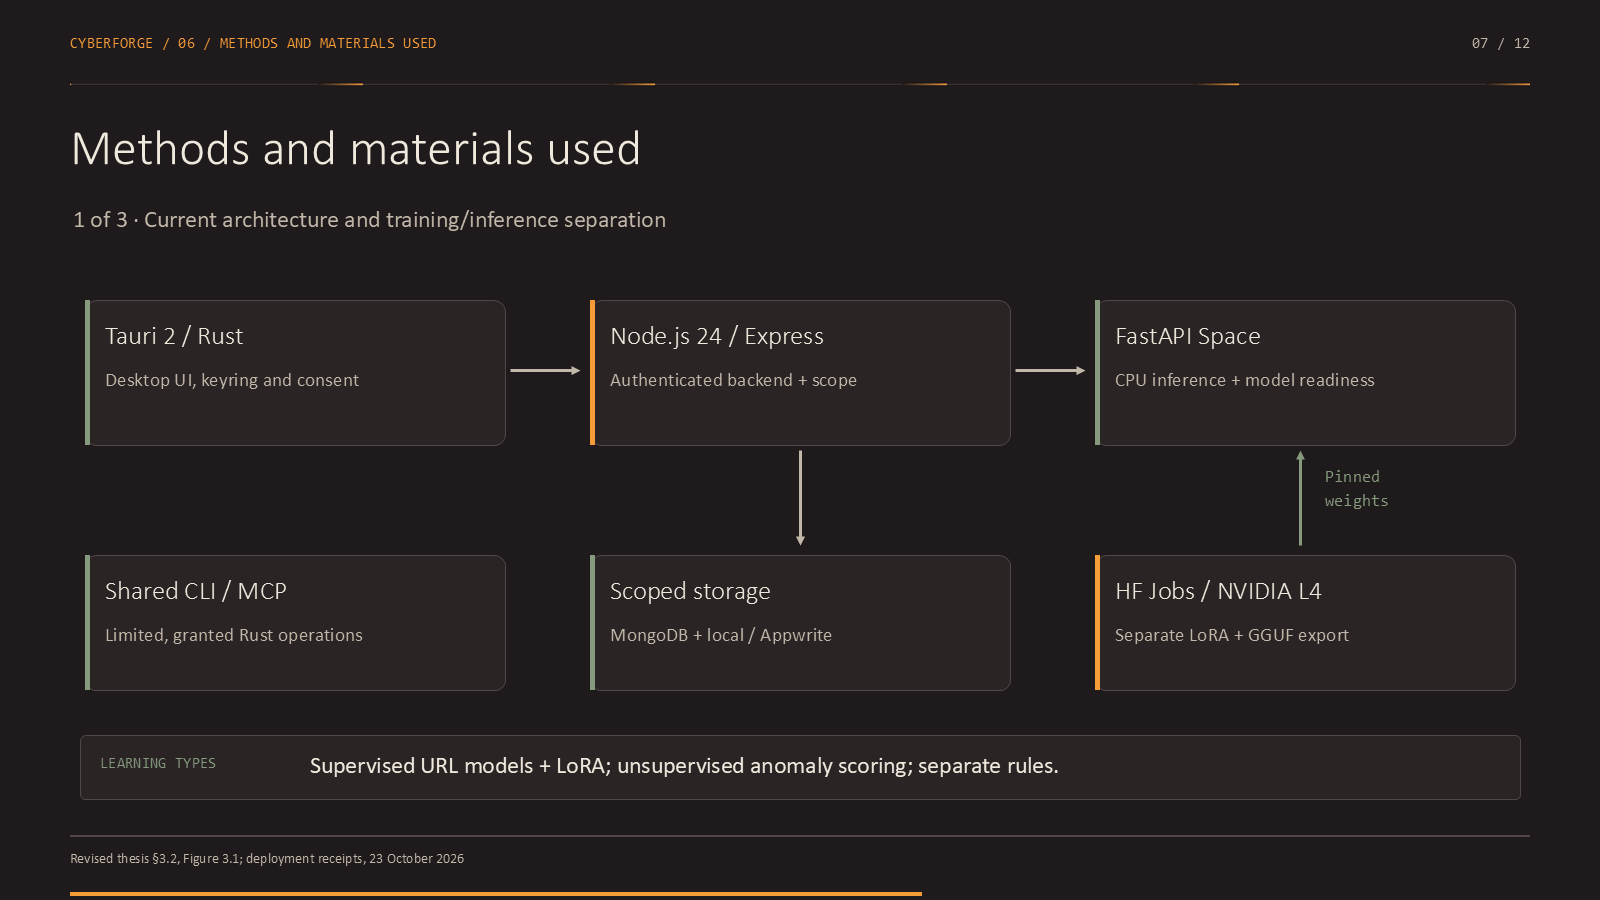 CYBERFORGE / 06 / METHODS AND MATERIALS USED
07 / 12
Methods and materials used
1 of 3 · Current architecture and training/inference separation
Tauri 2 / Rust
Desktop UI, keyring and consent
Node.js 24 / Express
Authenticated backend + scope
FastAPI Space
CPU inference + model readiness
Pinned
weights
Shared CLI / MCP
Limited, granted Rust operations
Scoped storage
MongoDB + local / Appwrite
HF Jobs / NVIDIA L4
Separate LoRA + GGUF export
LEARNING TYPES
Supervised URL models + LoRA; unsupervised anomaly scoring; separate rules.
Revised thesis §3.2, Figure 3.1; deployment receipts, 23 October 2026